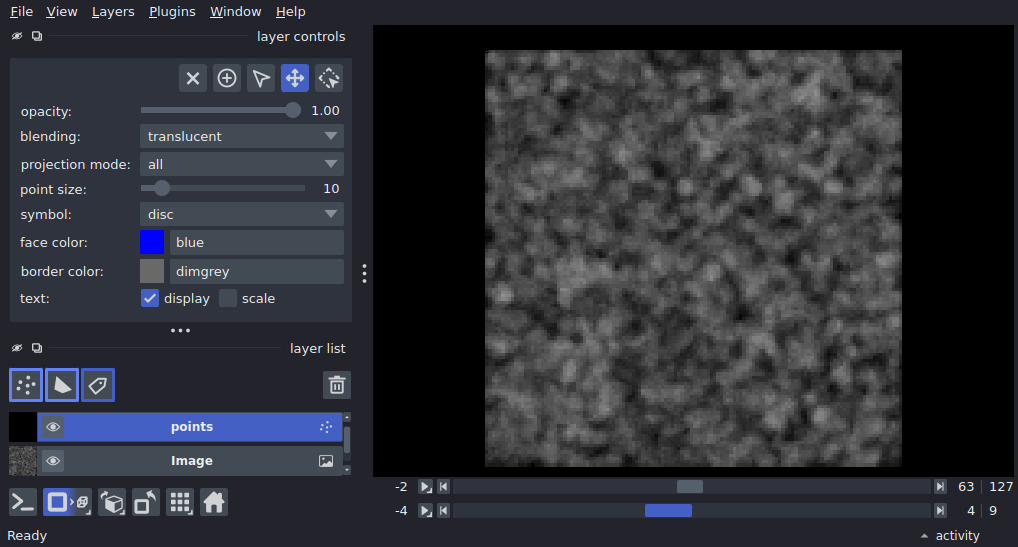 File View Layers Plugins Window Help
layer controls
opacity: 1.00
blending: translucent
projection mode: all
point size: 10
symbol: disc
face color: blue
border color: dimgrey
text: display scale
layer list
points
Image
-2 63 127
-4 4 9
Ready activity